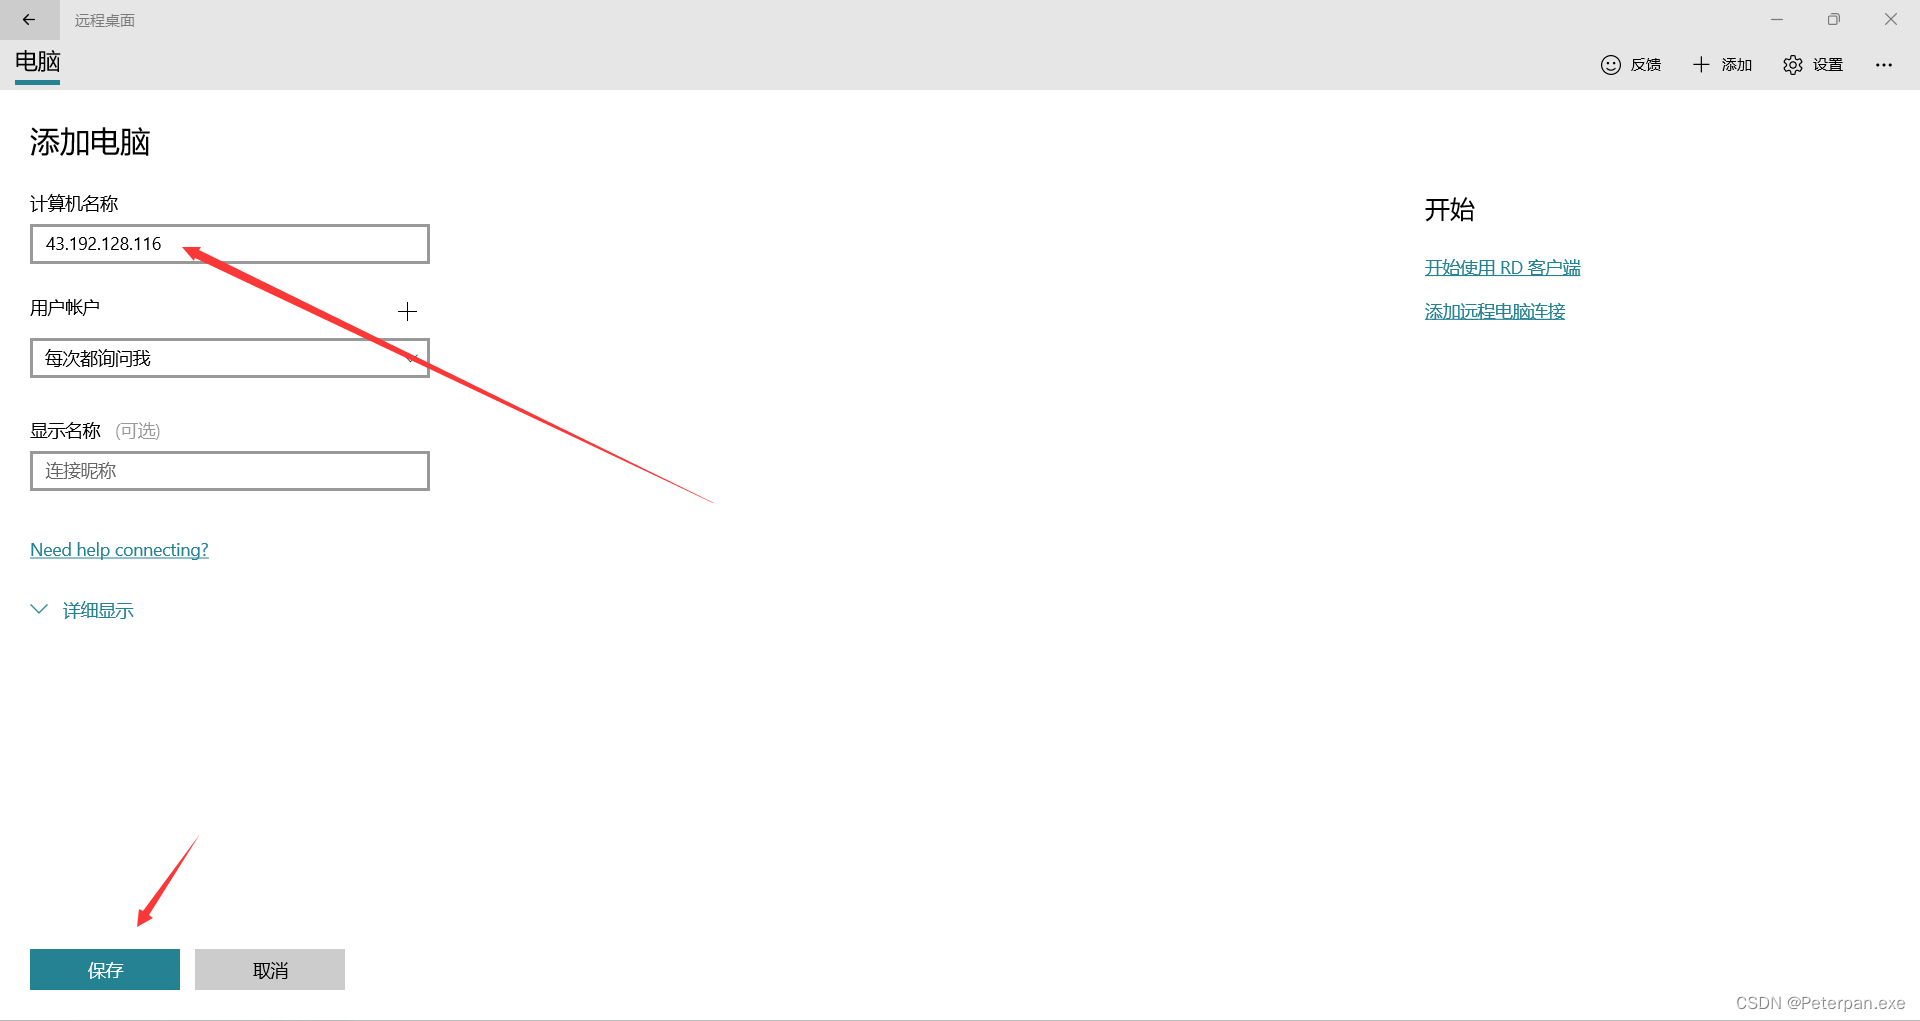 远程桌面
电脑
反馈
添加
设置
添加电脑
计算机名称
43.192.128.116
用户帐户
每次都询问我
显示名称 (可选)
连接昵称
Need help connecting?
详细显示
开始
开始使用 RD 客户端
添加远程电脑连接
保存
取消
CSDN @Peterpan.exe